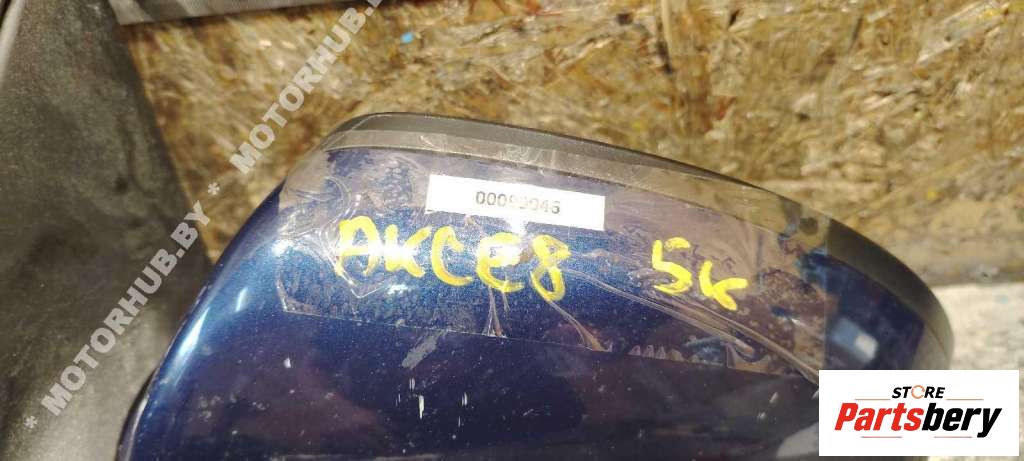 * MOTORHUB.BY * MOTORHUB.BY
AKCE8 5K
STORE
Partsbery